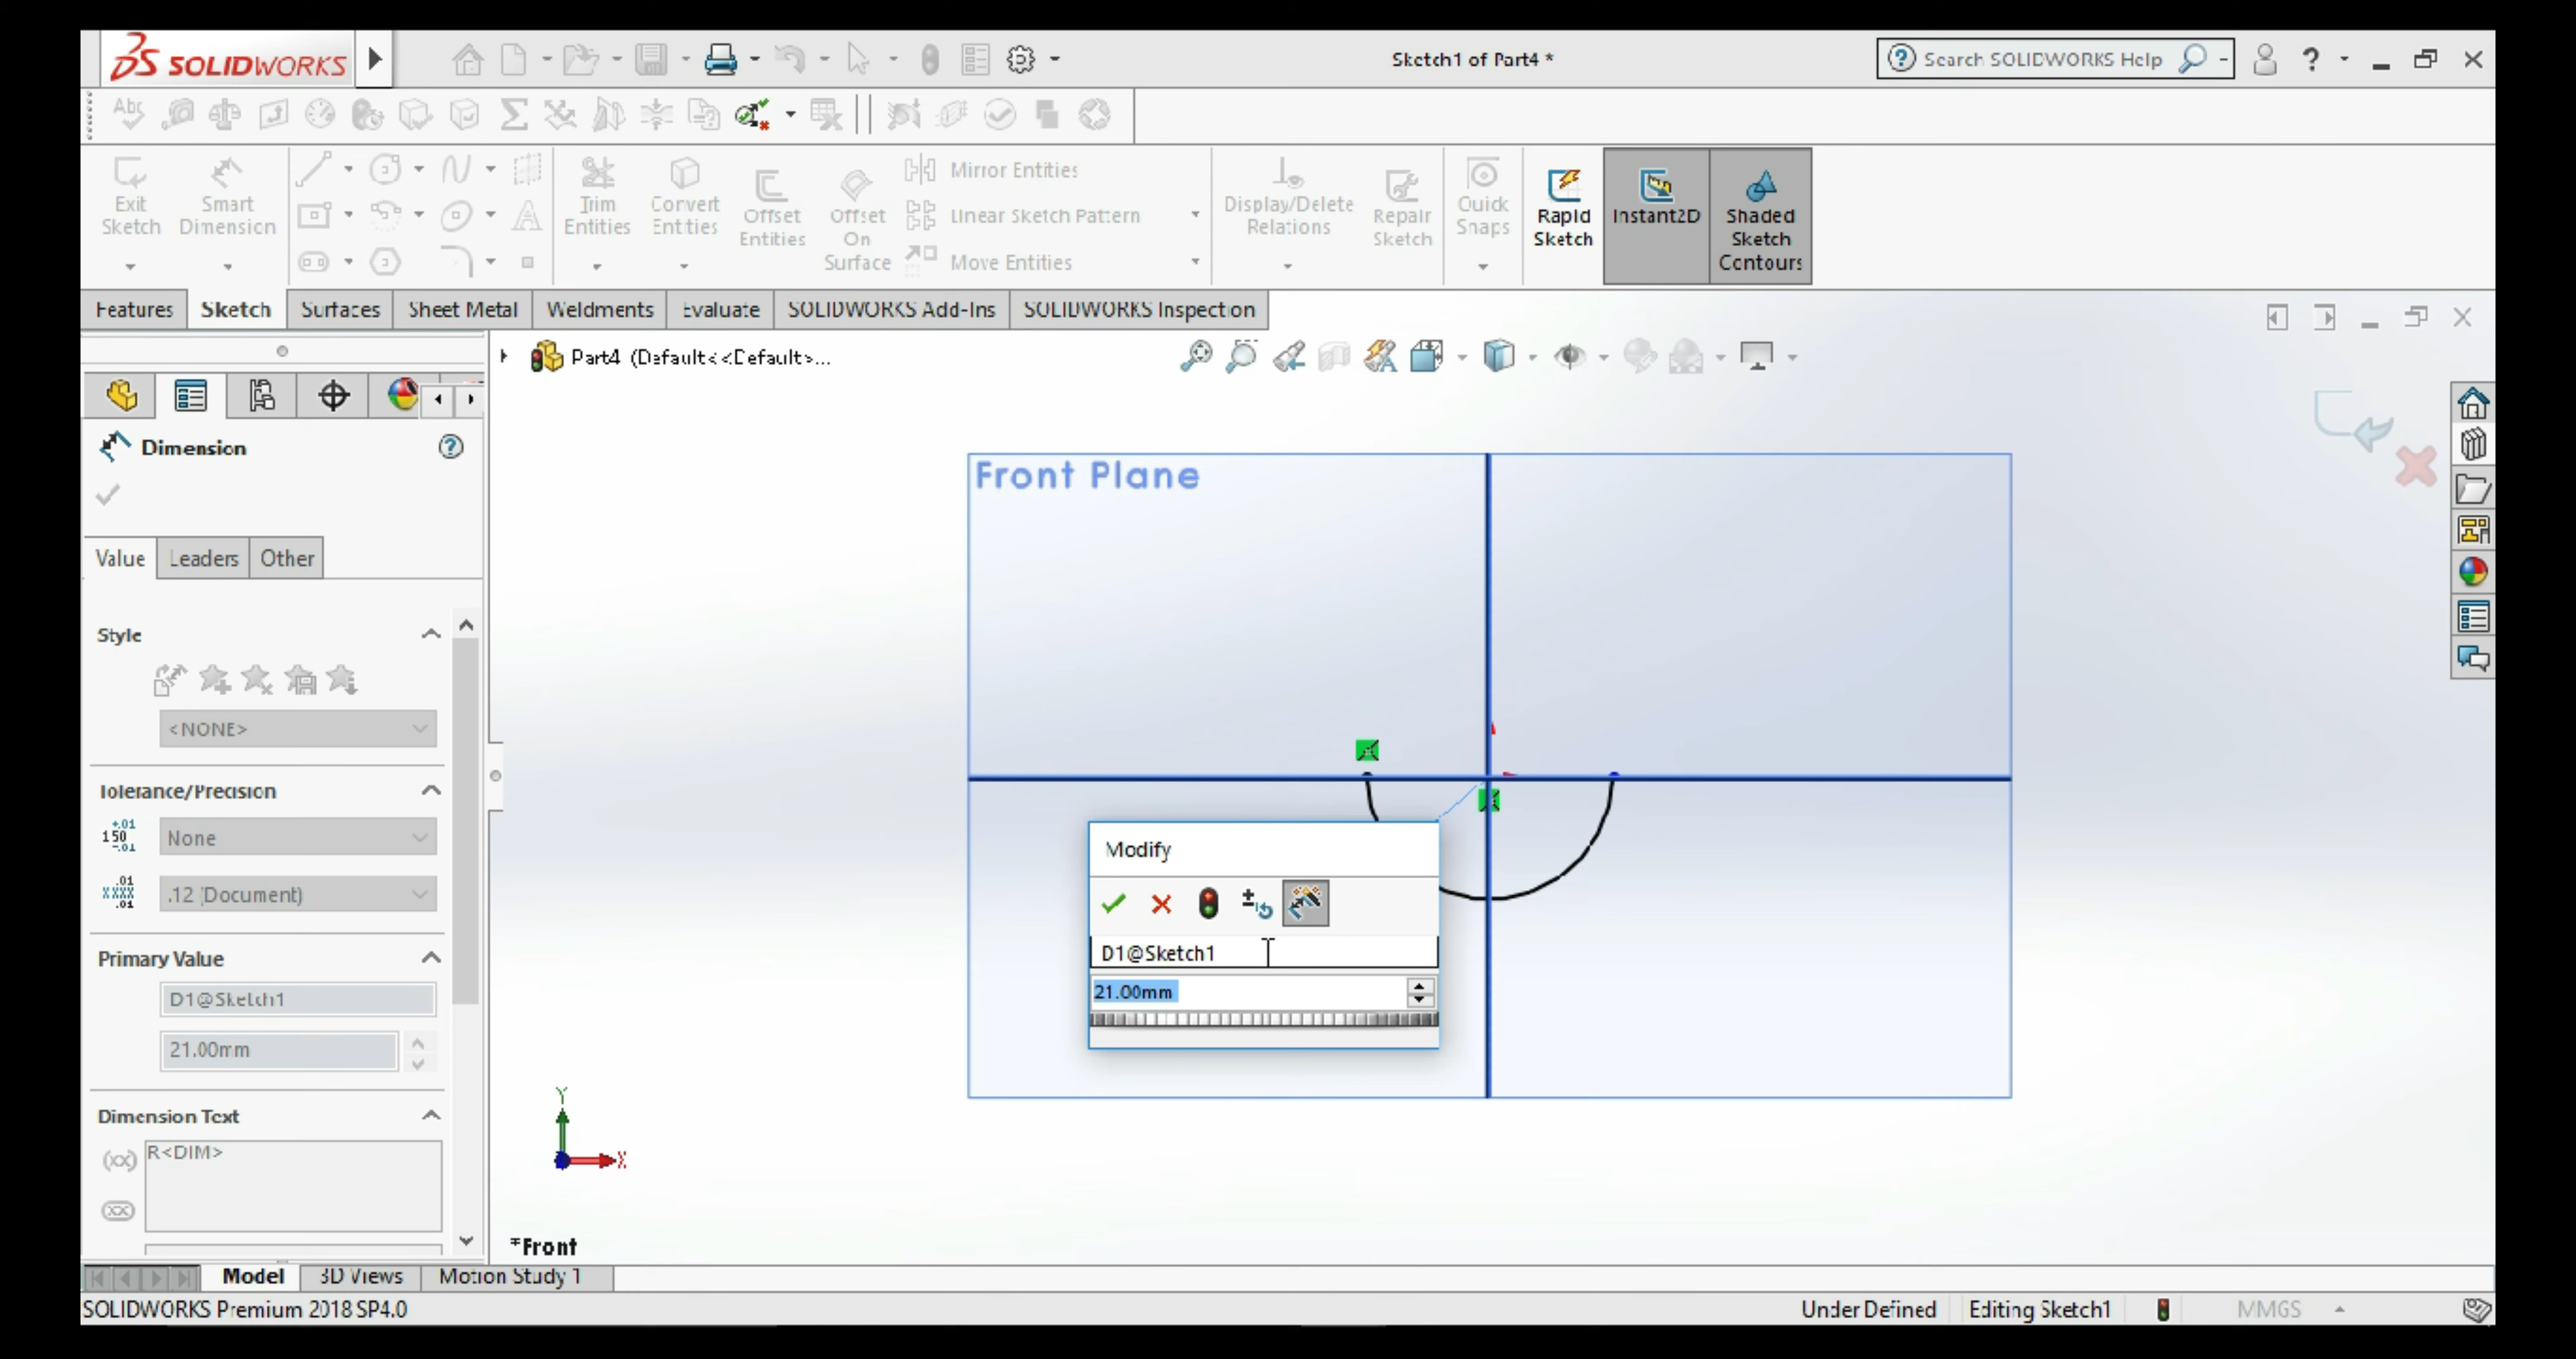 SOLIDWORKS
Sketch1 of Part4 *
Search SOLIDWORKS Help
Abc
Exit Sketch
Smart Dimension
Trim Entities
Convert Entities
Offset Entities
Offset On Surface
Mirror Entities
Linear Sketch Pattern
Move Entities
Display/Delete Relations
Repair Sketch
Quick Snaps
Rapid Sketch
Instant2D
Shaded Sketch Contours
Features
Sketch
Surfaces
Sheet Metal
Weldments
Evaluate
SOLIDWORKS Add-Ins
SOLIDWORKS Inspection
Part4 (Default<<Default>...
Dimension
Value
Leaders
Other
Style
<NONE>
Tolerance/Precision
None
.12 (Document)
Primary Value
D1@Sketch1
21.00mm
Dimension Text
R<DIM>
Front Plane
Modify
D1@Sketch1
21.00mm
Y
X
*Front
Model
3D Views
Motion Study 1
SOLIDWORKS Premium 2018 SP4.0
Under Defined
Editing Sketch1
MMGS